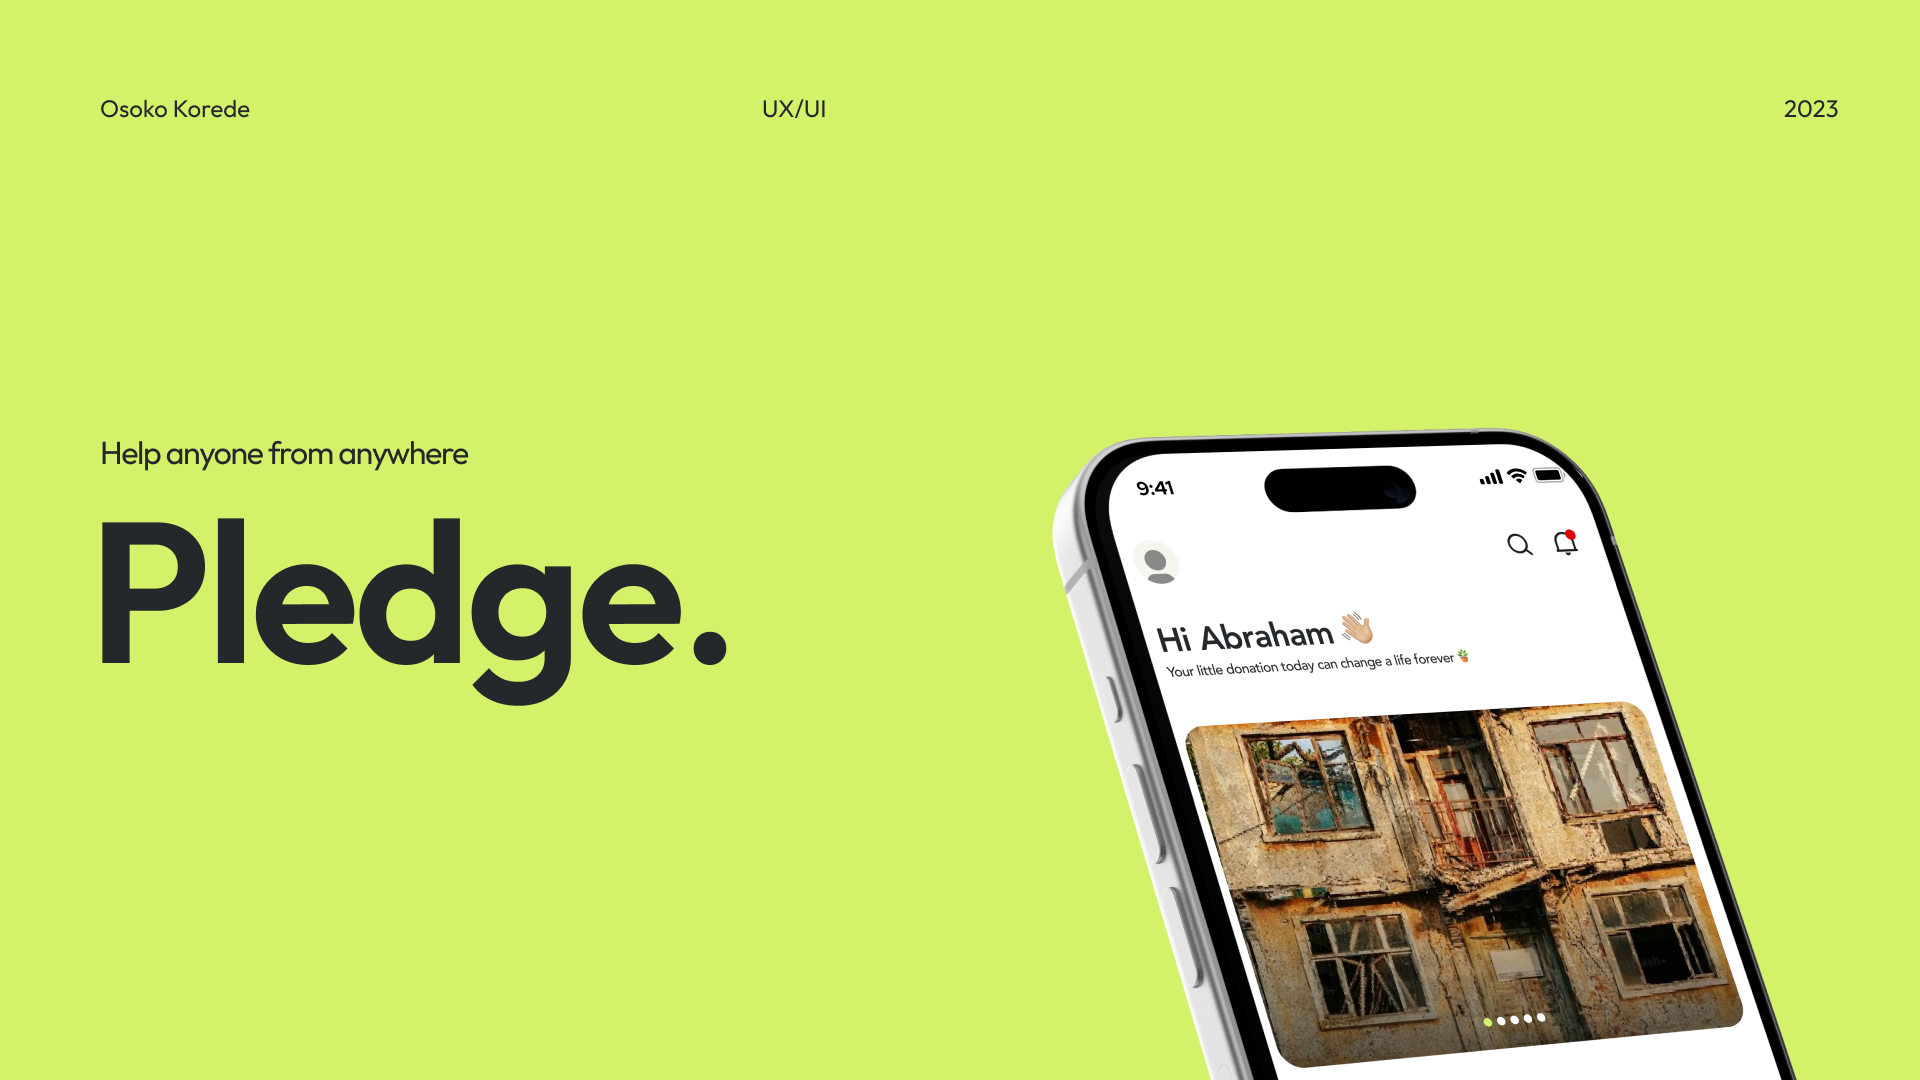 Osoko Korede
UX/UI
2023
Help anyone from anywhere
Pledge.
9:41
Hi Abraham 👋🏼
Your little donation today can change a life forever 🪴